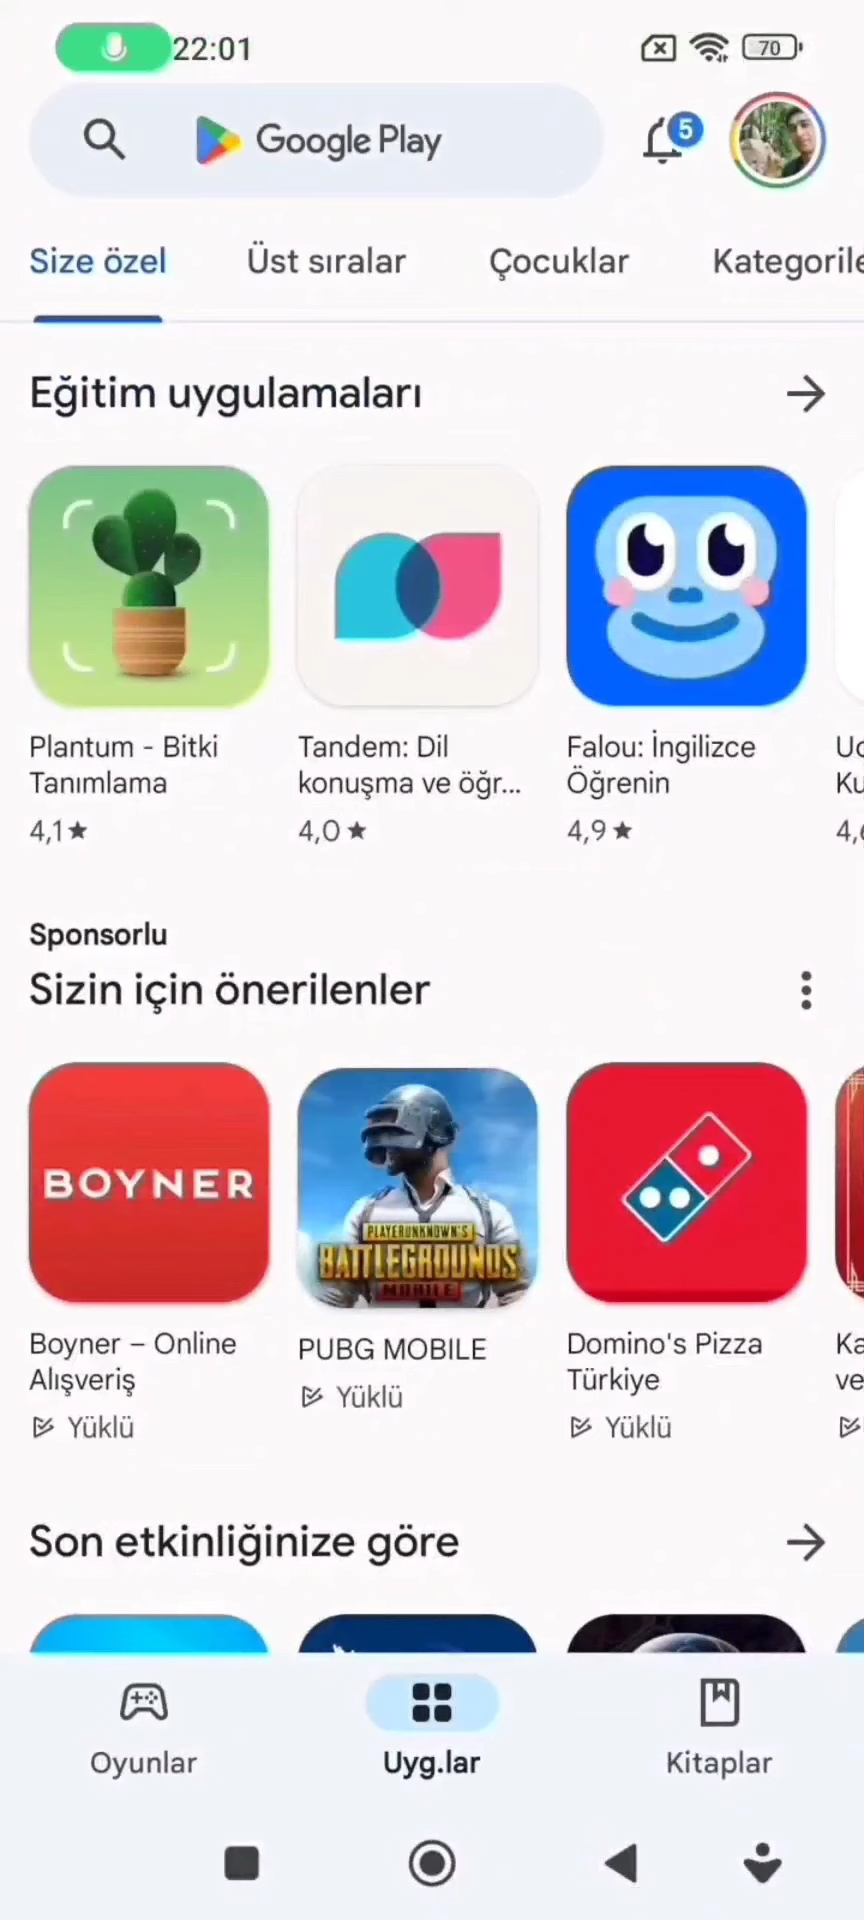 22:01
70
Google Play
5
Size özel
Üst sıralar
Çocuklar
Kategorile
Eğitim uygulamaları
Plantum - Bitki
Tanımlama
4,1★
Tandem: Dil
konuşma ve öğr...
4,0 ★
Falou: İngilizce
Öğrenin
4,9 ★
Sponsorlu
Sizin için önerilenler
BOYNER
PLAYERUNKNOWN'S
BATTLEGROUNDS
MOBILE
Boyner – Online
Alışveriş
Yüklü
PUBG MOBILE
Yüklü
Domino's Pizza
Türkiye
Yüklü
Ka
ve
Son etkinliğinize göre
Oyunlar
Uyg.lar
Kitaplar